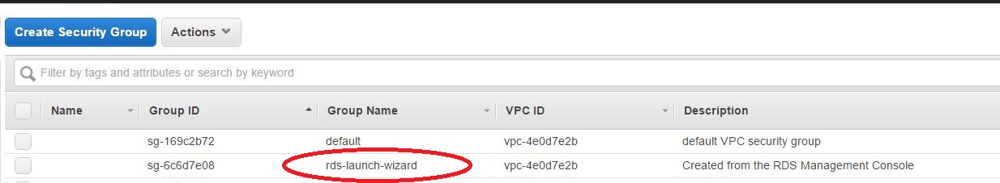 Create Security Group Actions
Filter by tags and attributes or search by keyword
Name Group ID Group Name VPC ID Description
sg-169c2b72 default vpc-4e0d7e2b default VPC security group
sg-6c6d7e08 rds-launch-wizard vpc-4e0d7e2b Created from the RDS Management Console